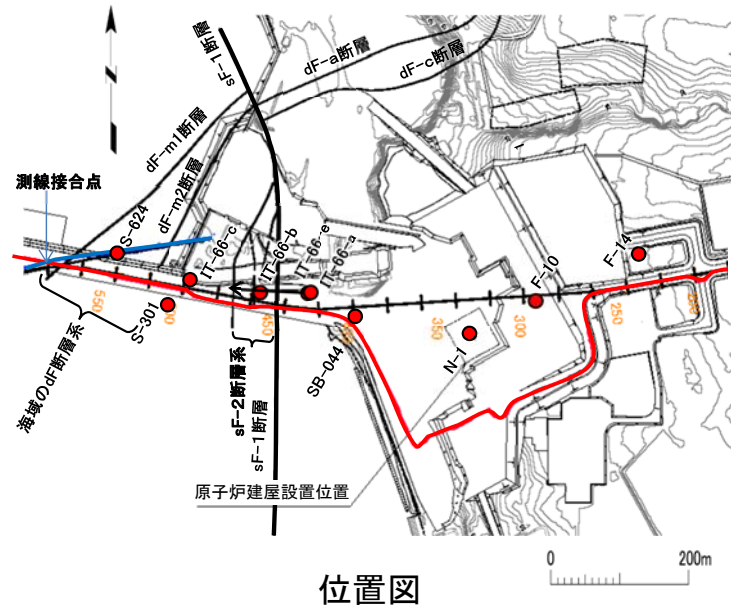 sF-1断層
dF-a断層
dF-c断層
dF-m1断層
dF-m2断層
測線接合点
S-624
IT-66-c
IT-66-b
IT-66-e
IT-66-a
F-10
F-14
550
450
350
300
250
S-301
SB-044
N-1
海域のdF断層系
sF-2断層系
sF-1断層
原子炉建屋設置位置
0 200m
位置図